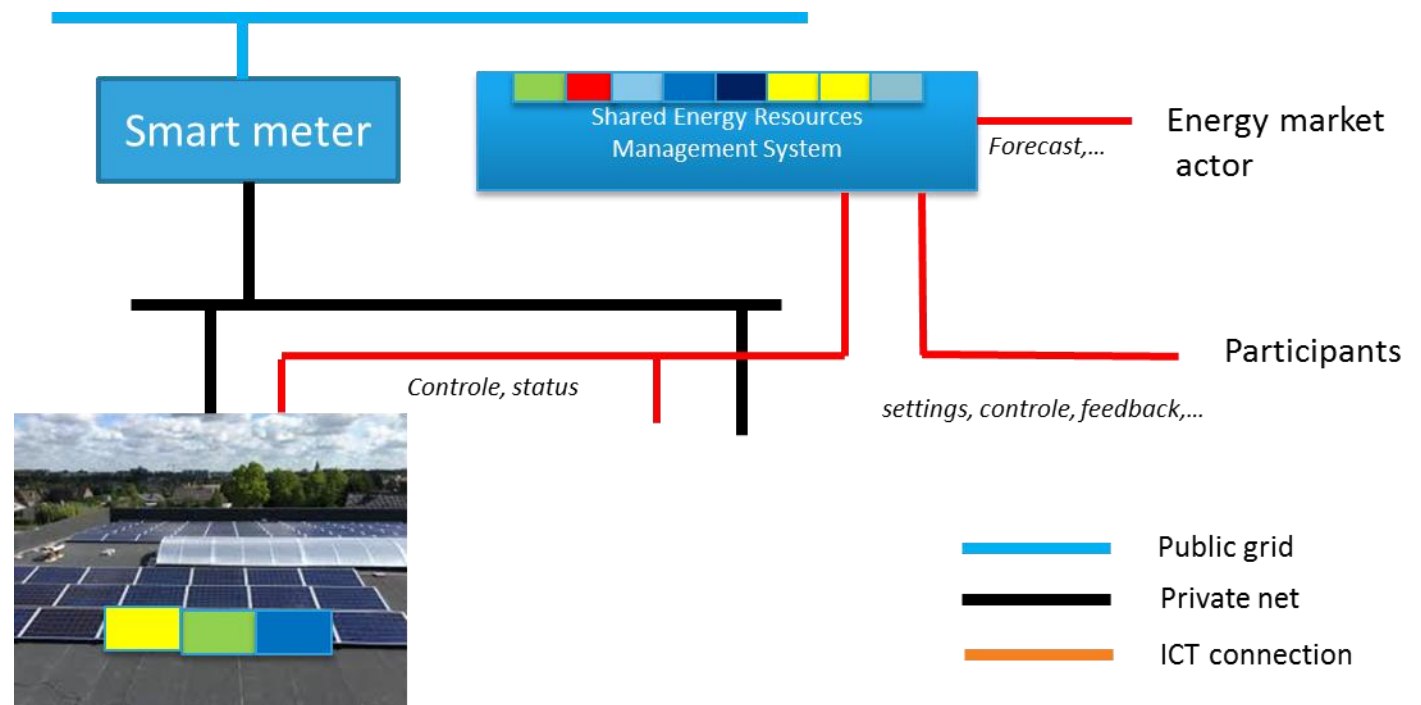 Smart meter
Shared Energy Resources
Management System
Forecast,...
Energy market
actor
Controle, status
Participants
settings, controle, feedback,...
Public grid
Private net
ICT connection